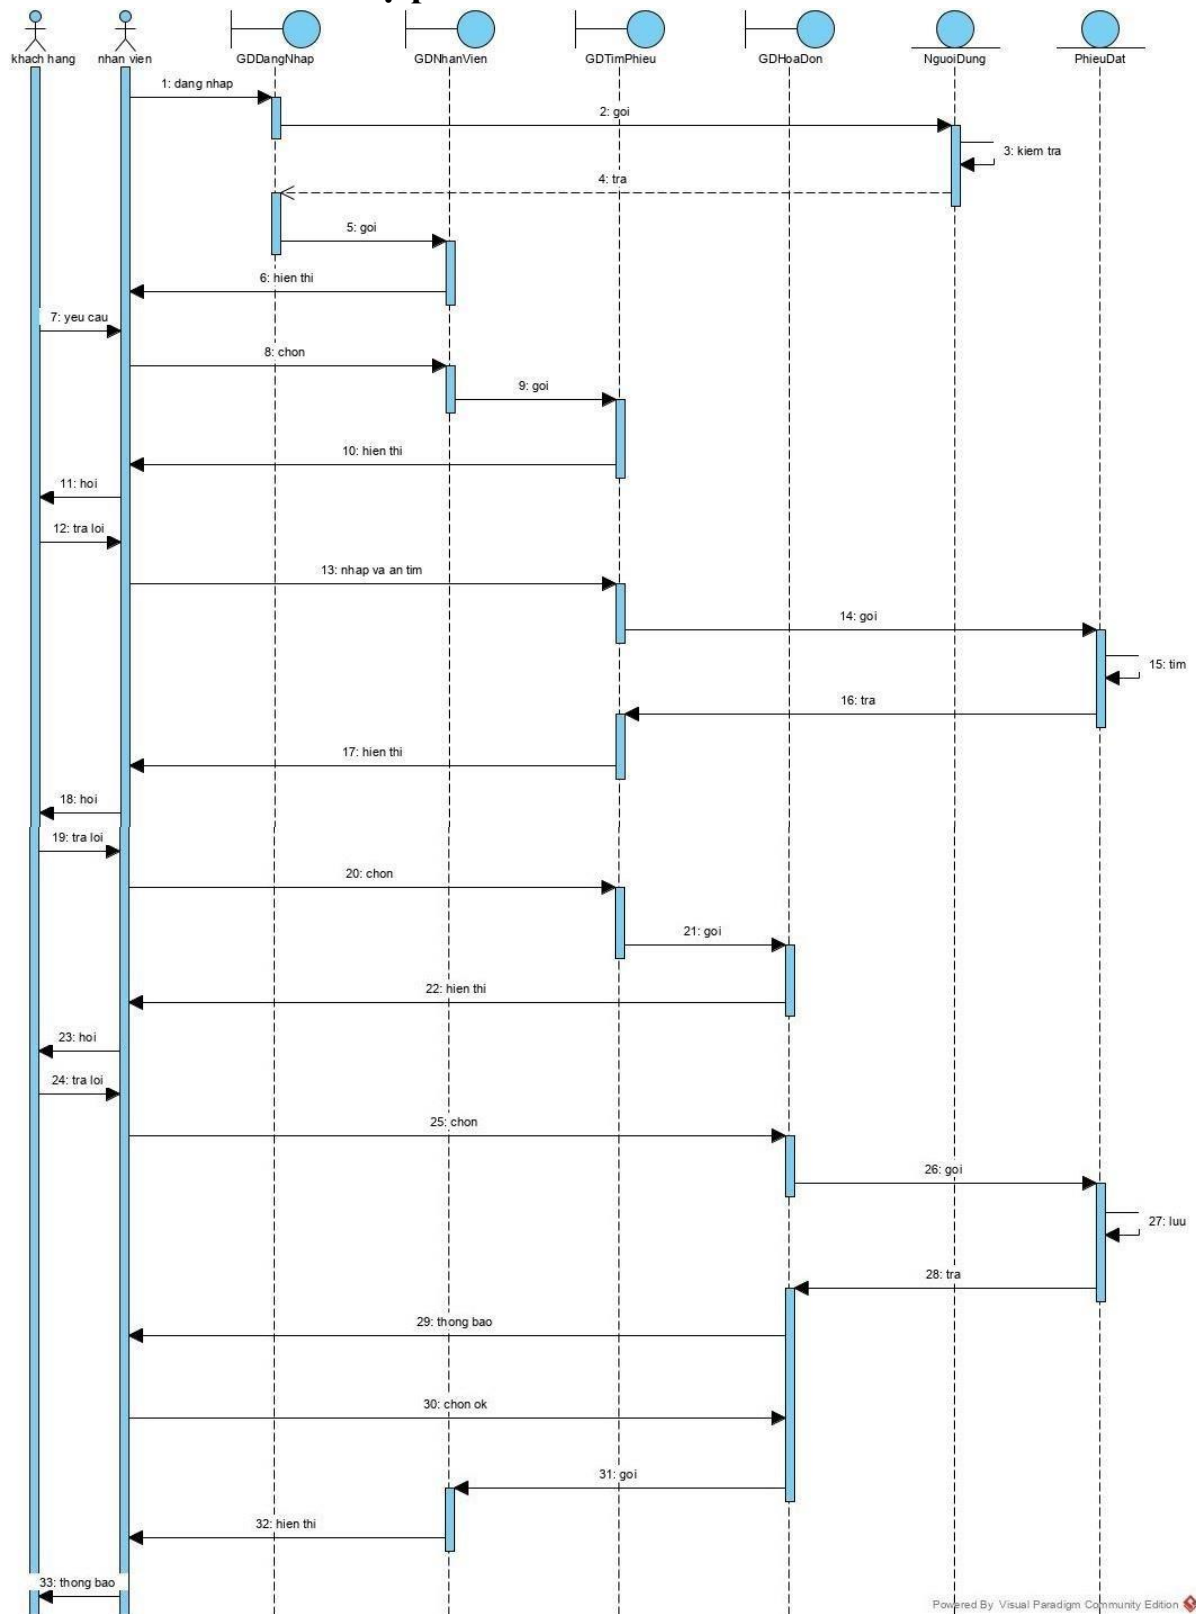 khach hang
nhan vien
GDDangNhap
GDNhanVien
GDTimPhieu
GDHoaDon
NguoiDung
PhieuDat
1: dang nhap
2: goi
3: kiem tra
4: tra
5: goi
6: hien thi
7: yeu cau
8: chon
9: goi
10: hien thi
11: hoi
12: tra loi
13: nhap va an tim
14: goi
15: tim
16: tra
17: hien thi
18: hoi
19: tra loi
20: chon
21: goi
22: hien thi
23: hoi
24: tra loi
25: chon
26: goi
27: luu
28: tra
29: thong bao
30: chon ok
31: goi
32: hien thi
33: thong bao
Powered By Visual Paradigm Community Edition